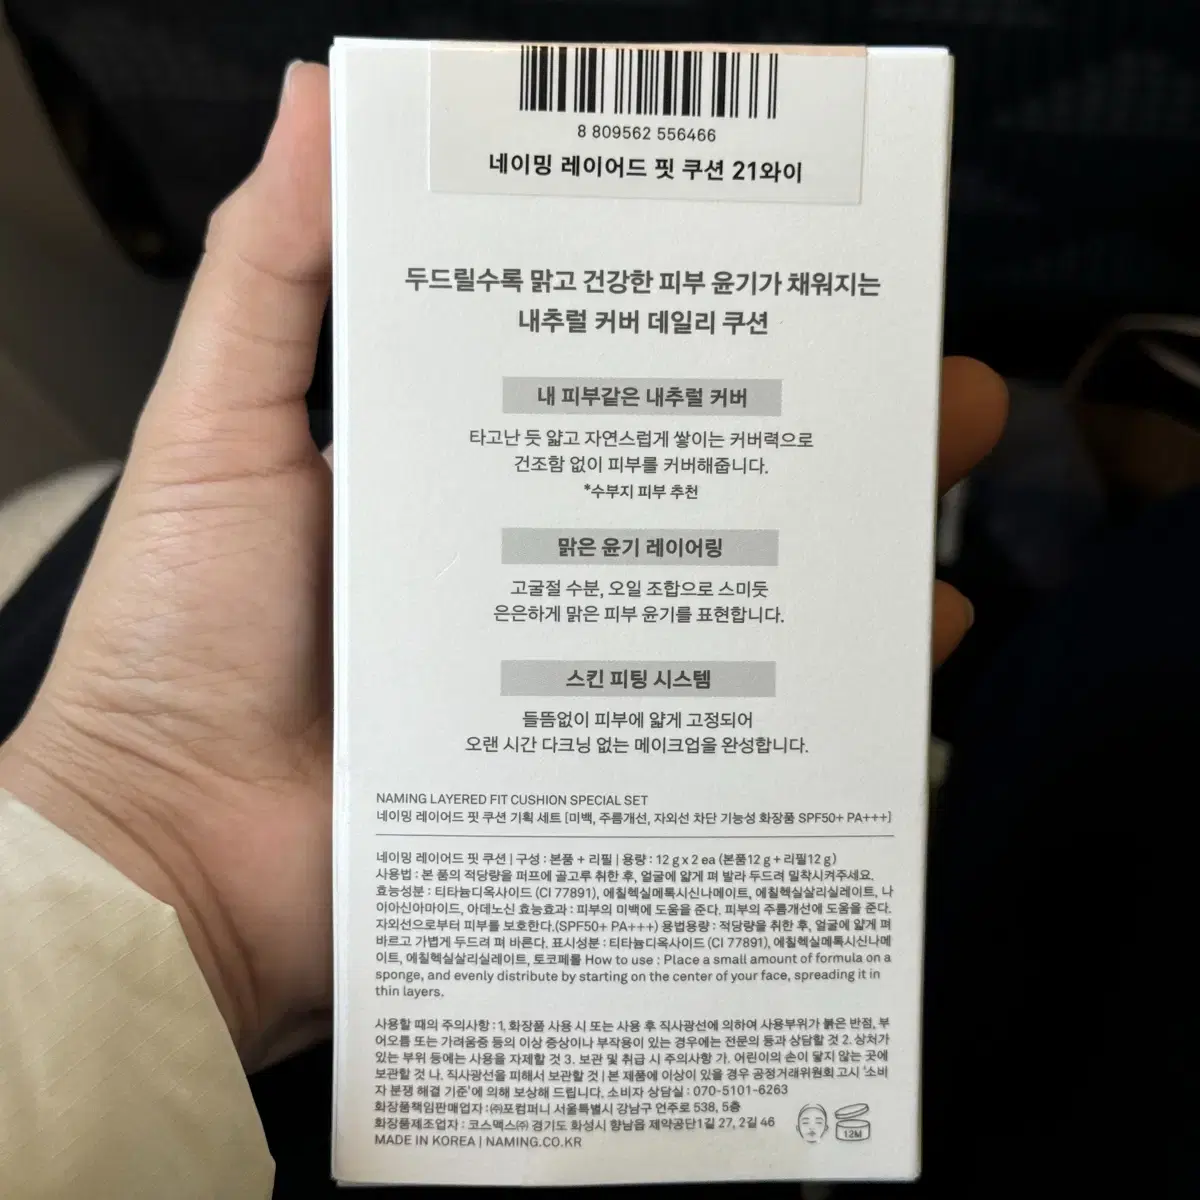 8 809562 556466
네이밍 레이어드 핏 쿠션 21와이
두드릴수록 맑고 건강한 피부 윤기가 채워지는
내추럴 커버 데일리 쿠션
내 피부같은 내추럴 커버
타고난 듯 얇고 자연스럽게 쌓이는 커버력으로
건조함 없이 피부를 커버해줍니다.
*수부지 피부 추천
맑은 윤기 레이어링
고굴절 수분, 오일 조합으로 스미듯
은은하게 맑은 피부 윤기를 표현합니다.
스킨 피팅 시스템
들뜸없이 피부에 얇게 고정되어
오랜 시간 다크닝 없는 메이크업을 완성합니다.
NAMING LAYERED FIT CUSHION SPECIAL SET
네이밍 레이어드 핏 쿠션 기획 세트 [미백, 주름개선, 자외선 차단 기능성 화장품 SPF50+ PA+++]
네이밍 레이어드 핏 쿠션 | 구성 : 본품 + 리필 | 용량 : 12 g x 2 ea (본품12 g + 리필12 g)
사용법 : 본 품의 적당량을 퍼프에 골고루 취한 후, 얼굴에 얇게 펴 발라 두드려 밀착시켜주세요.
효능성분 : 티타늄디옥사이드 (CI 77891), 에칠헥실메톡시신나메이트, 에칠헥실살리실레이트, 나
이아신아마이드, 아데노신 효능효과 : 피부의 미백에 도움을 준다. 피부의 주름개선에 도움을 준다.
자외선으로부터 피부를 보호한다.(SPF50+ PA+++) 용법용량 : 적당량을 취한 후, 얼굴에 얇게 펴
바르고 가볍게 두드려 펴 바른다. 표시성분 : 티타늄디옥사이드 (CI 77891), 에칠헥실메톡시신나메
이트, 에칠헥실살리실레이트, 토코페롤 How to use : Place a small amount of formula on a
sponge, and evenly distribute by starting on the center of your face, spreading it in
thin layers.
사용할 때의 주의사항 : 1. 화장품 사용 시 또는 사용 후 직사광선에 의하여 사용부위가 붉은 반점, 부
어오름 또는 가려움증 등의 이상 증상이나 부작용이 있는 경우에는 전문의 등과 상담할 것 2. 상처가
있는 부위 등에는 사용을 자제할 것 3. 보관 및 취급 시 주의사항 가. 어린이의 손이 닿지 않는 곳에
보관할 것 나. 직사광선을 피해서 보관할 것 | 본 제품에 이상이 있을 경우 공정거래위원회 고시 '소비
자 분쟁 해결 기준'에 의해 보상해 드립니다. 소비자 상담실 : 070-5101-6263
화장품책임판매업자 : ㈜포컴퍼니 서울특별시 강남구 언주로 538, 5층
화장품제조업자 : 코스맥스㈜ 경기도 화성시 향남읍 제약공단1길 27, 2길 46
MADE IN KOREA | NAMING.CO.KR
12M